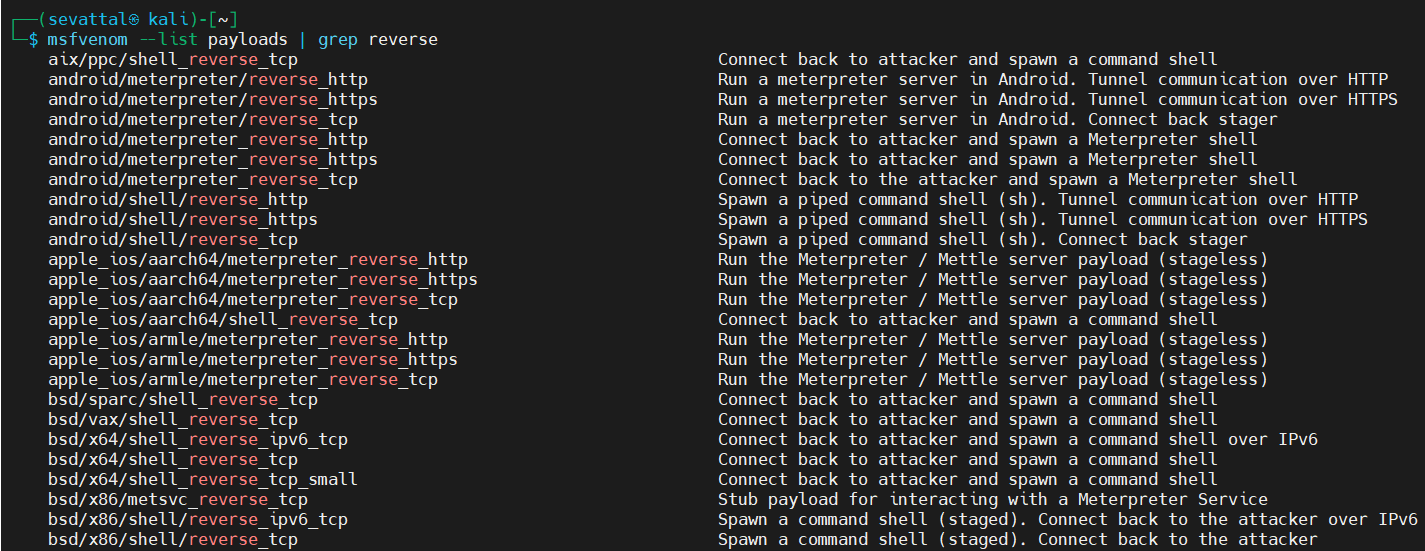 ┌──(sevattal㉿ kali)-[~]
└─$ msfvenom --list payloads | grep reverse
aix/ppc/shell_reverse_tcp Connect back to attacker and spawn a command shell
android/meterpreter/reverse_http Run a meterpreter server in Android. Tunnel communication over HTTP
android/meterpreter/reverse_https Run a meterpreter server in Android. Tunnel communication over HTTPS
android/meterpreter/reverse_tcp Run a meterpreter server in Android. Connect back stager
android/meterpreter_reverse_http Connect back to attacker and spawn a Meterpreter shell
android/meterpreter_reverse_https Connect back to attacker and spawn a Meterpreter shell
android/meterpreter_reverse_tcp Connect back to the attacker and spawn a Meterpreter shell
android/shell/reverse_http Spawn a piped command shell (sh). Tunnel communication over HTTP
android/shell/reverse_https Spawn a piped command shell (sh). Tunnel communication over HTTPS
android/shell/reverse_tcp Spawn a piped command shell (sh). Connect back stager
apple_ios/aarch64/meterpreter_reverse_http Run the Meterpreter / Mettle server payload (stageless)
apple_ios/aarch64/meterpreter_reverse_https Run the Meterpreter / Mettle server payload (stageless)
apple_ios/aarch64/meterpreter_reverse_tcp Run the Meterpreter / Mettle server payload (stageless)
apple_ios/aarch64/shell_reverse_tcp Connect back to attacker and spawn a command shell
apple_ios/armle/meterpreter_reverse_http Run the Meterpreter / Mettle server payload (stageless)
apple_ios/armle/meterpreter_reverse_https Run the Meterpreter / Mettle server payload (stageless)
apple_ios/armle/meterpreter_reverse_tcp Run the Meterpreter / Mettle server payload (stageless)
bsd/sparc/shell_reverse_tcp Connect back to attacker and spawn a command shell
bsd/vax/shell_reverse_tcp Connect back to attacker and spawn a command shell
bsd/x64/shell_reverse_ipv6_tcp Connect back to attacker and spawn a command shell over IPv6
bsd/x64/shell_reverse_tcp Connect back to attacker and spawn a command shell
bsd/x64/shell_reverse_tcp_small Connect back to attacker and spawn a command shell
bsd/x86/metsvc_reverse_tcp Stub payload for interacting with a Meterpreter Service
bsd/x86/shell/reverse_ipv6_tcp Spawn a command shell (staged). Connect back to the attacker over IPv6
bsd/x86/shell/reverse_tcp Spawn a command shell (staged). Connect back to the attacker